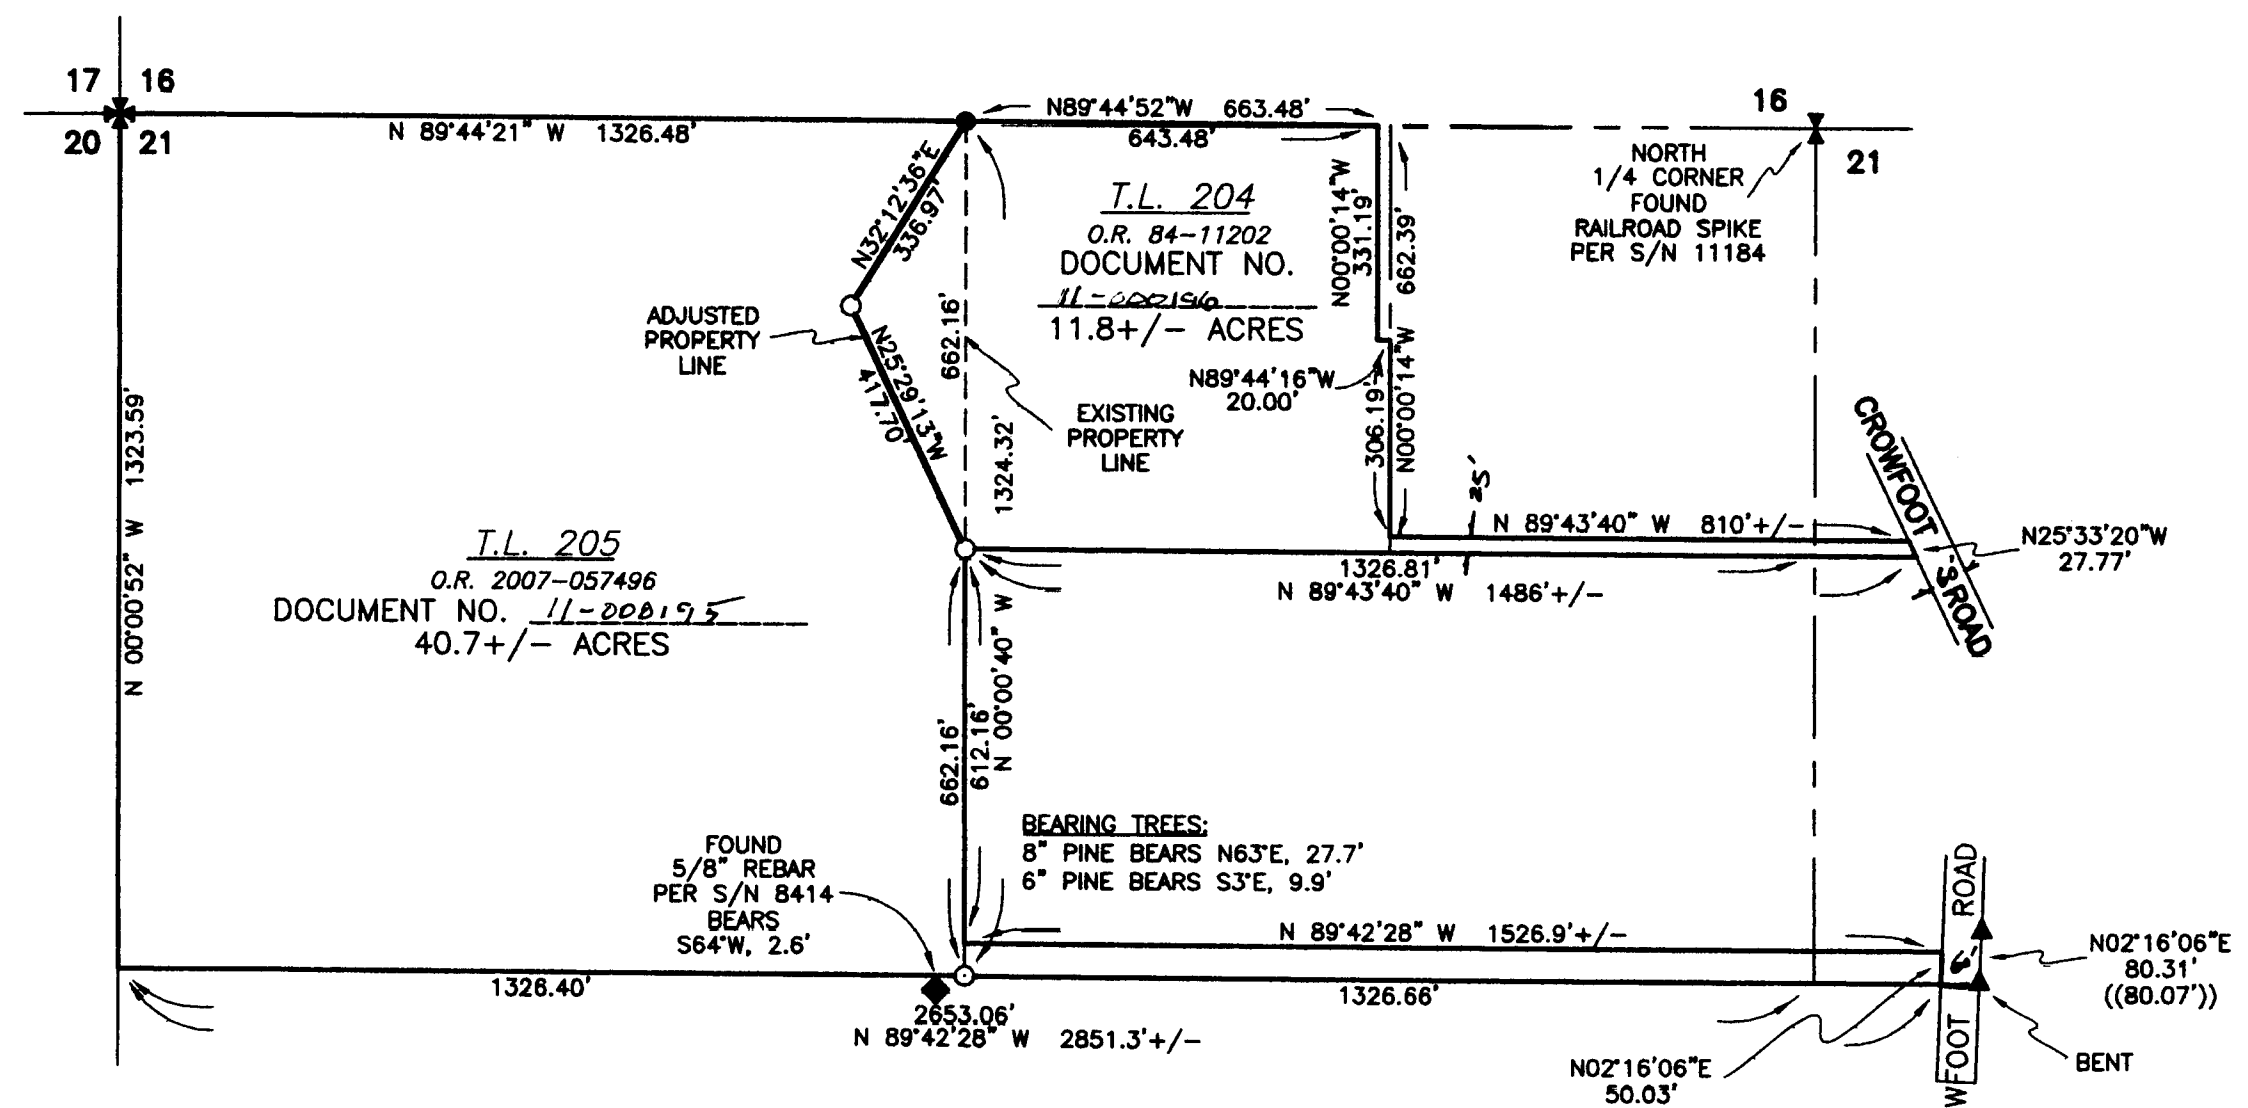 17 16
20 21
N 89°44'21" W 1326.48'
N89°44'52"W 663.48'
643.48'
16
21
NORTH
1/4 CORNER
FOUND
RAILROAD SPIKE
PER S/N 11184
N32°12'36"E
336.97'
T.L. 204
O.R. 84-11202
DOCUMENT NO.
11-000196
11.8+/- ACRES
N00°00'14"W
331.19'
662.39'
N00°00'14"W
306.19'
N89°44'16"W
20.00'
ADJUSTED
PROPERTY
LINE
N25°29'13"W
417.70'
662.16'
1324.32'
EXISTING
PROPERTY
LINE
N 00°00'52" W 1323.59'
25'
N 89°43'40" W 810'+/-
CROWFOOT ROAD
N25°33'20"W
27.77'
1326.81'
N 89°43'40" W 1486'+/-
T.L. 205
O.R. 2007-057496
DOCUMENT NO. 11-000195
40.7+/- ACRES
662.16'
612.16'
N 00°00'40" W
BEARING TREES:
8" PINE BEARS N63°E, 27.7'
6" PINE BEARS S3°E, 9.9'
FOUND
5/8" REBAR
PER S/N 8414
BEARS
S64°W, 2.6'
N 89°42'28" W 1526.9'+/-
ROAD
WFOOT
N02°16'06"E
80.31'
((80.07'))
1326.40'
1326.66'
2653.06'
N 89°42'28" W 2851.3'+/-
N02°16'06"E
50.03'
BENT